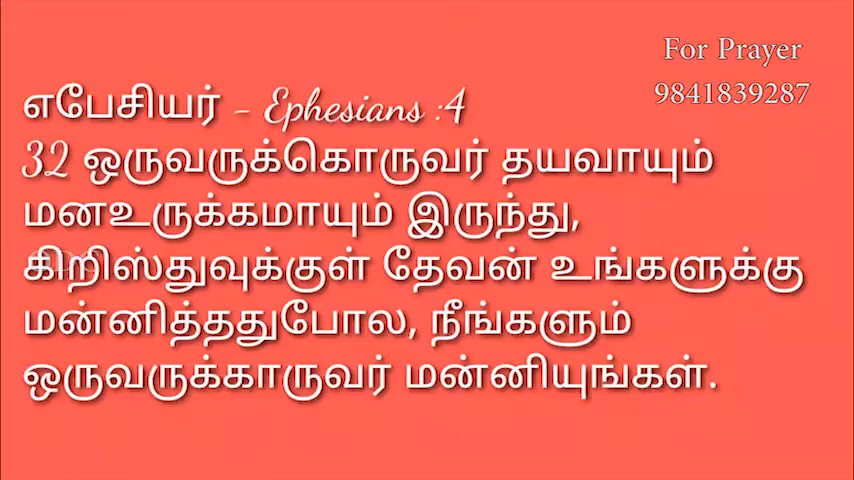 For Prayer
9841839287
எபேசியர் - Ephesians :4
32 ஒருவருக்கொருவர் தயவாயும்
மனஉருக்கமாயும் இருந்து,
கிறிஸ்துவுக்குள் தேவன் உங்களுக்கு
மன்னித்ததுபோல, நீங்களும்
ஒருவருக்காருவர் மன்னியுங்கள்.